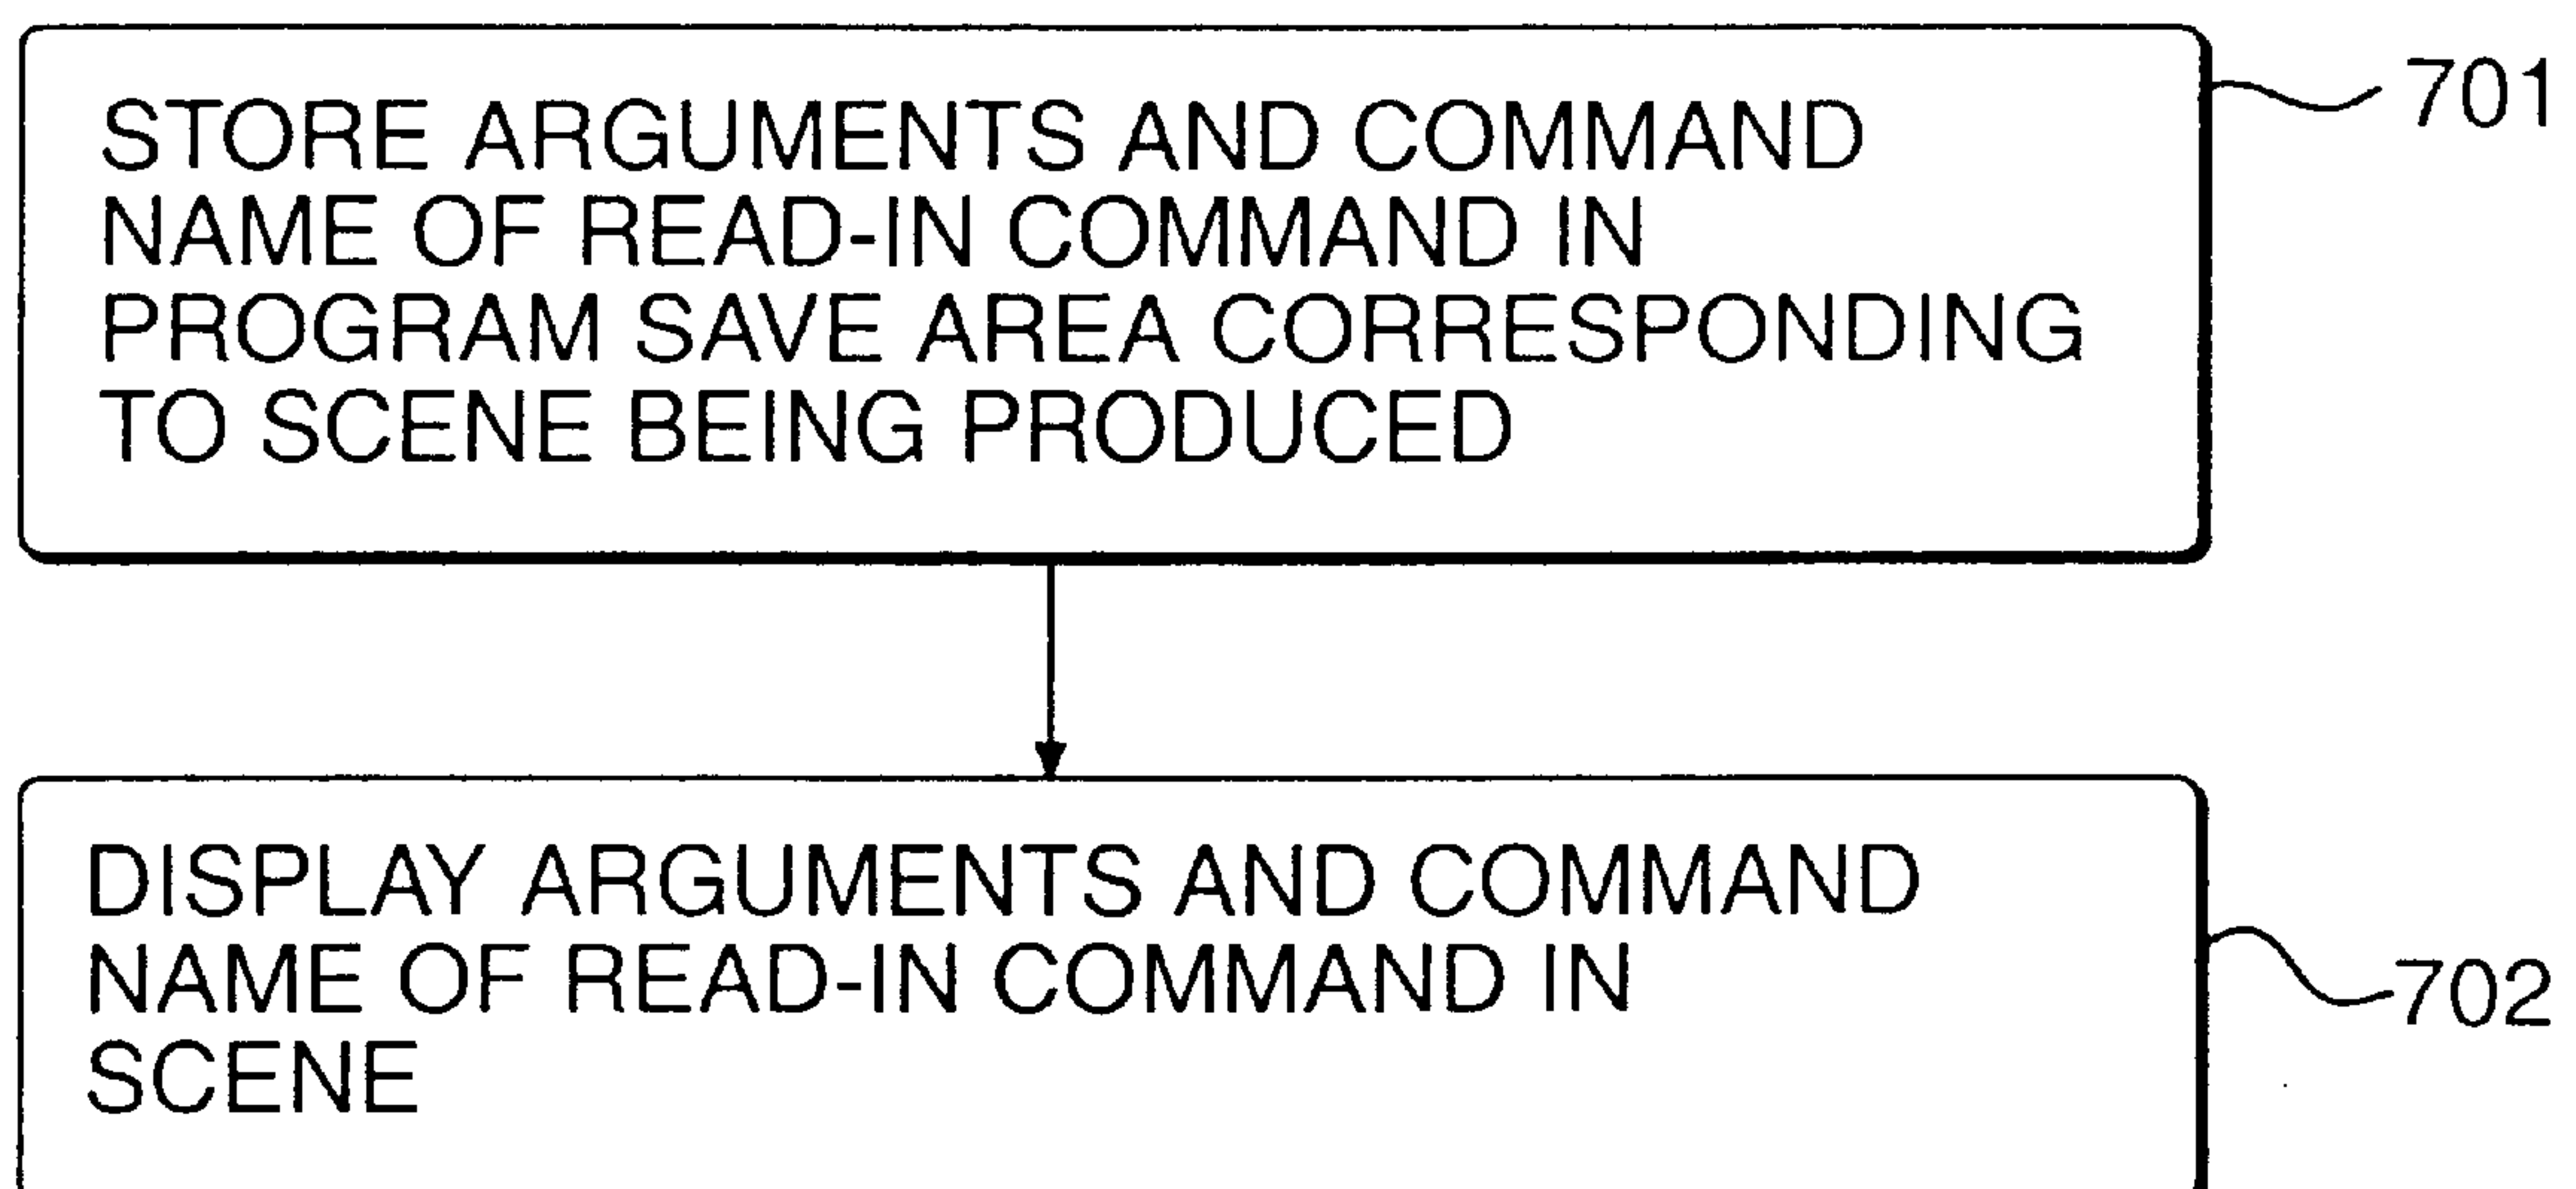 STORE ARGUMENTS AND COMMAND
NAME OF READ-IN COMMAND IN
PROGRAM SAVE AREA CORRESPONDING
TO SCENE BEING PRODUCED
701
DISPLAY ARGUMENTS AND COMMAND
NAME OF READ-IN COMMAND IN
SCENE
702